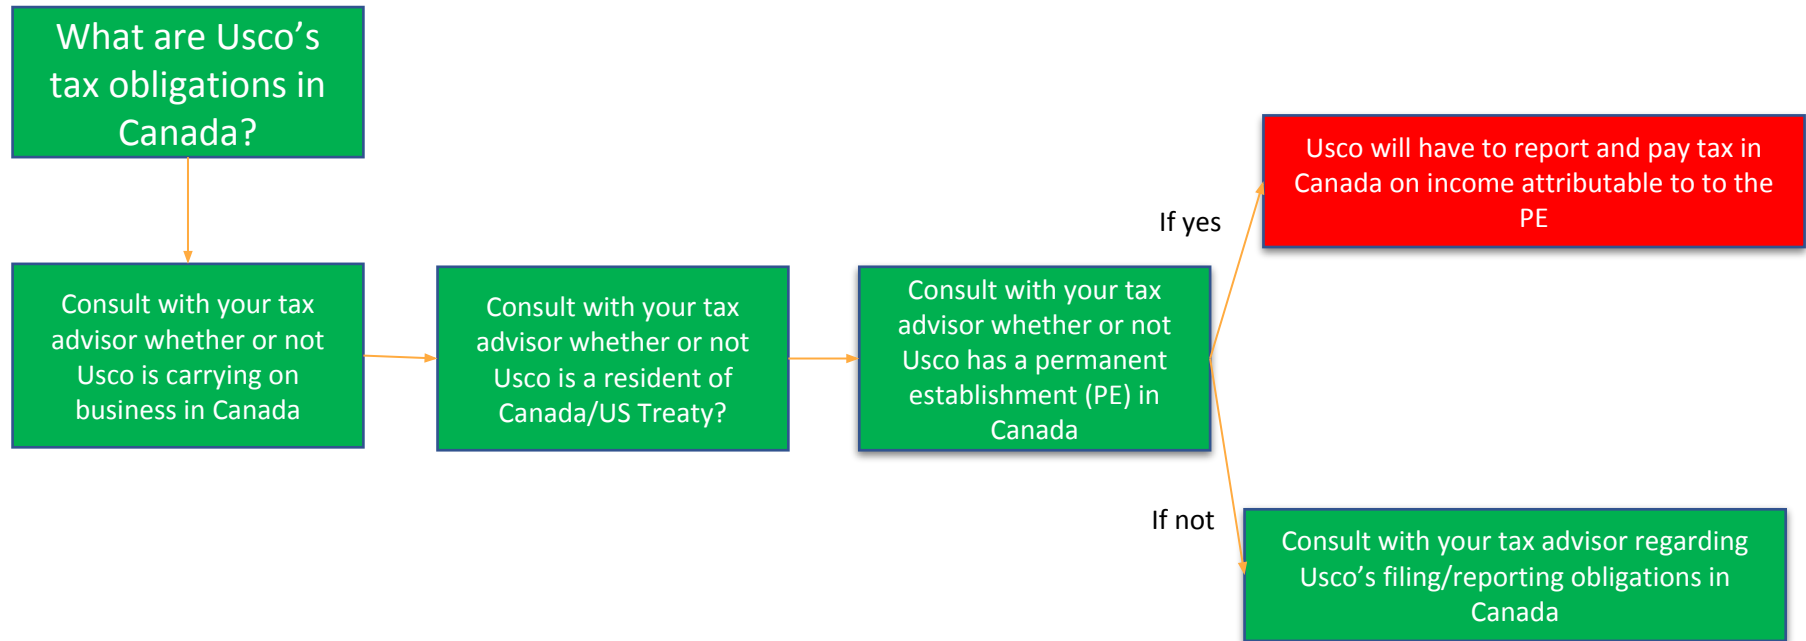 What are Usco’s
tax obligations in
Canada?
Consult with your tax
advisor whether or not
Usco is carrying on
business in Canada
Consult with your tax
advisor whether or not
Usco is a resident of
Canada/US Treaty?
Consult with your tax
advisor whether or not
Usco has a permanent
establishment (PE) in
Canada
If yes
Usco will have to report and pay tax in
Canada on income attributable to to the
PE
If not
Consult with your tax advisor regarding
Usco’s filing/reporting obligations in
Canada